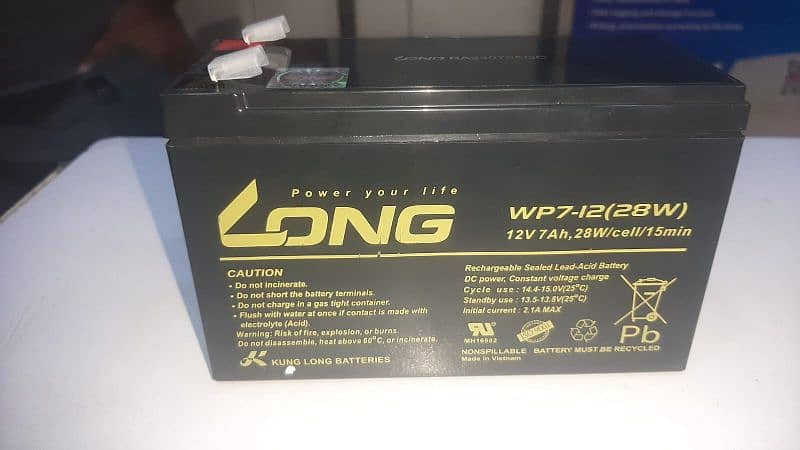 Power your life
LONG
WP7-12(28W)
12V 7Ah,28W/cell/15min
CAUTION
• Do not incinerate.
• Do not short the battery terminals.
• Do not charge in a gas tight container.
• Flush with water at once if contact is made with
electrolyte (Acid).
Warning: Risk of fire, explosion, or burns.
Do not disassemble, heat above 60°C, or incinerate.
KUNG LONG BATTERIES
Rechargeable Sealed Lead-Acid Battery
DC power, Constant voltage charge
Cycle use : 14.4-15.0V(25°C)
Standby use : 13.5-13.8V(25°C)
Initial current : 2.1A MAX
MH16982
Pb
NONSPILLABLE BATTERY MUST BE RECYCLED
Made in Vietnam